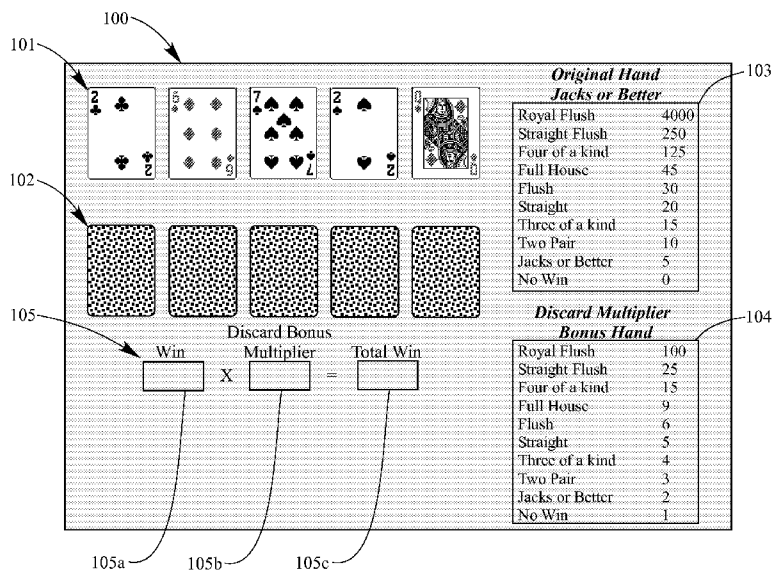 100
101
102
103
104
105
105a
105b
105c
2
2
6
6
7
7
2
2
Q
Q
Original Hand
Jacks or Better
Royal Flush 4000
Straight Flush 250
Four of a kind 125
Full House 45
Flush 30
Straight 20
Three of a kind 15
Two Pair 10
Jacks or Better 5
No Win 0
Discard Bonus
Win Multiplier Total Win
X =
Discard Multiplier
Bonus Hand
Royal Flush 100
Straight Flush 25
Four of a kind 15
Full House 9
Flush 6
Straight 5
Three of a kind 4
Two Pair 3
Jacks or Better 2
No Win 1